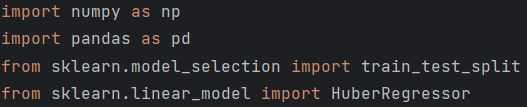 import numpy as np
import pandas as pd
from sklearn.model_selection import train_test_split
from sklearn.linear_model import HuberRegressor